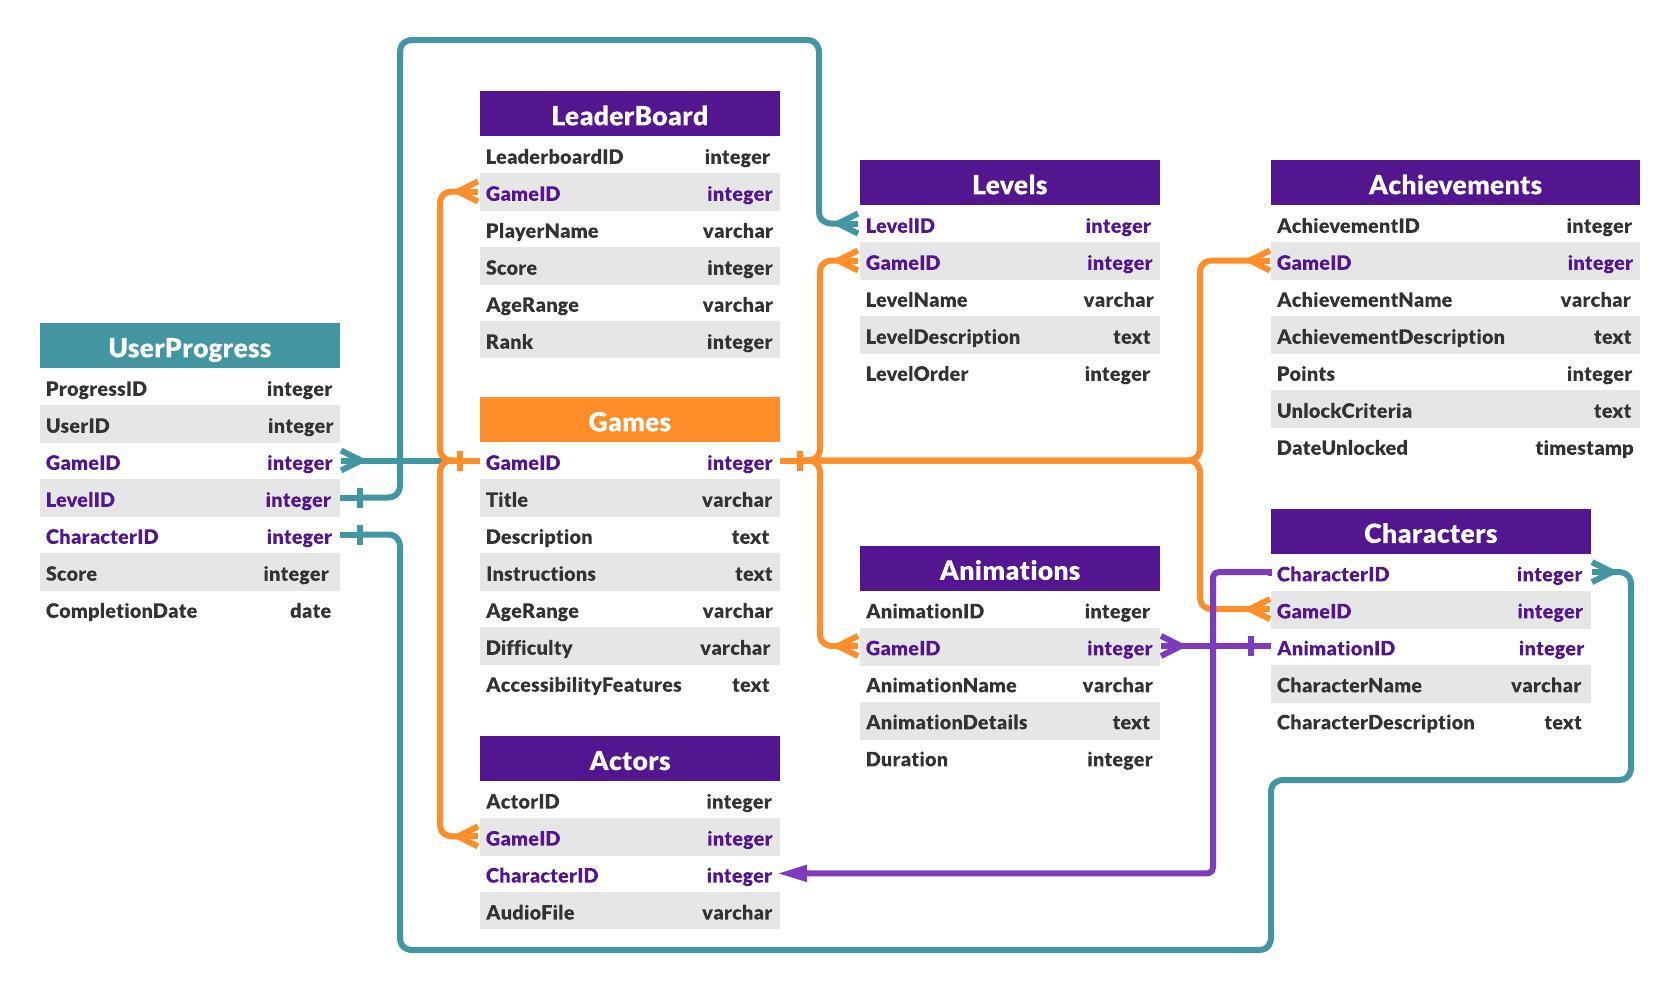 LeaderBoard
LeaderboardID integer
GameID integer
PlayerName varchar
Score integer
AgeRange varchar
Rank integer
Levels
LevelID integer
GameID integer
LevelName varchar
LevelDescription text
LevelOrder integer
Achievements
AchievementID integer
GameID integer
AchievementName varchar
AchievementDescription text
Points integer
UnlockCriteria text
DateUnlocked timestamp
UserProgress
ProgressID integer
UserID integer
GameID integer
LevelID integer
CharacterID integer
Score integer
CompletionDate date
Games
GameID integer
Title varchar
Description text
Instructions text
AgeRange varchar
Difficulty varchar
AccessibilityFeatures text
Animations
AnimationID integer
GameID integer
AnimationName varchar
AnimationDetails text
Duration integer
Characters
CharacterID integer
GameID integer
AnimationID integer
CharacterName varchar
CharacterDescription text
Actors
ActorID integer
GameID integer
CharacterID integer
AudioFile varchar